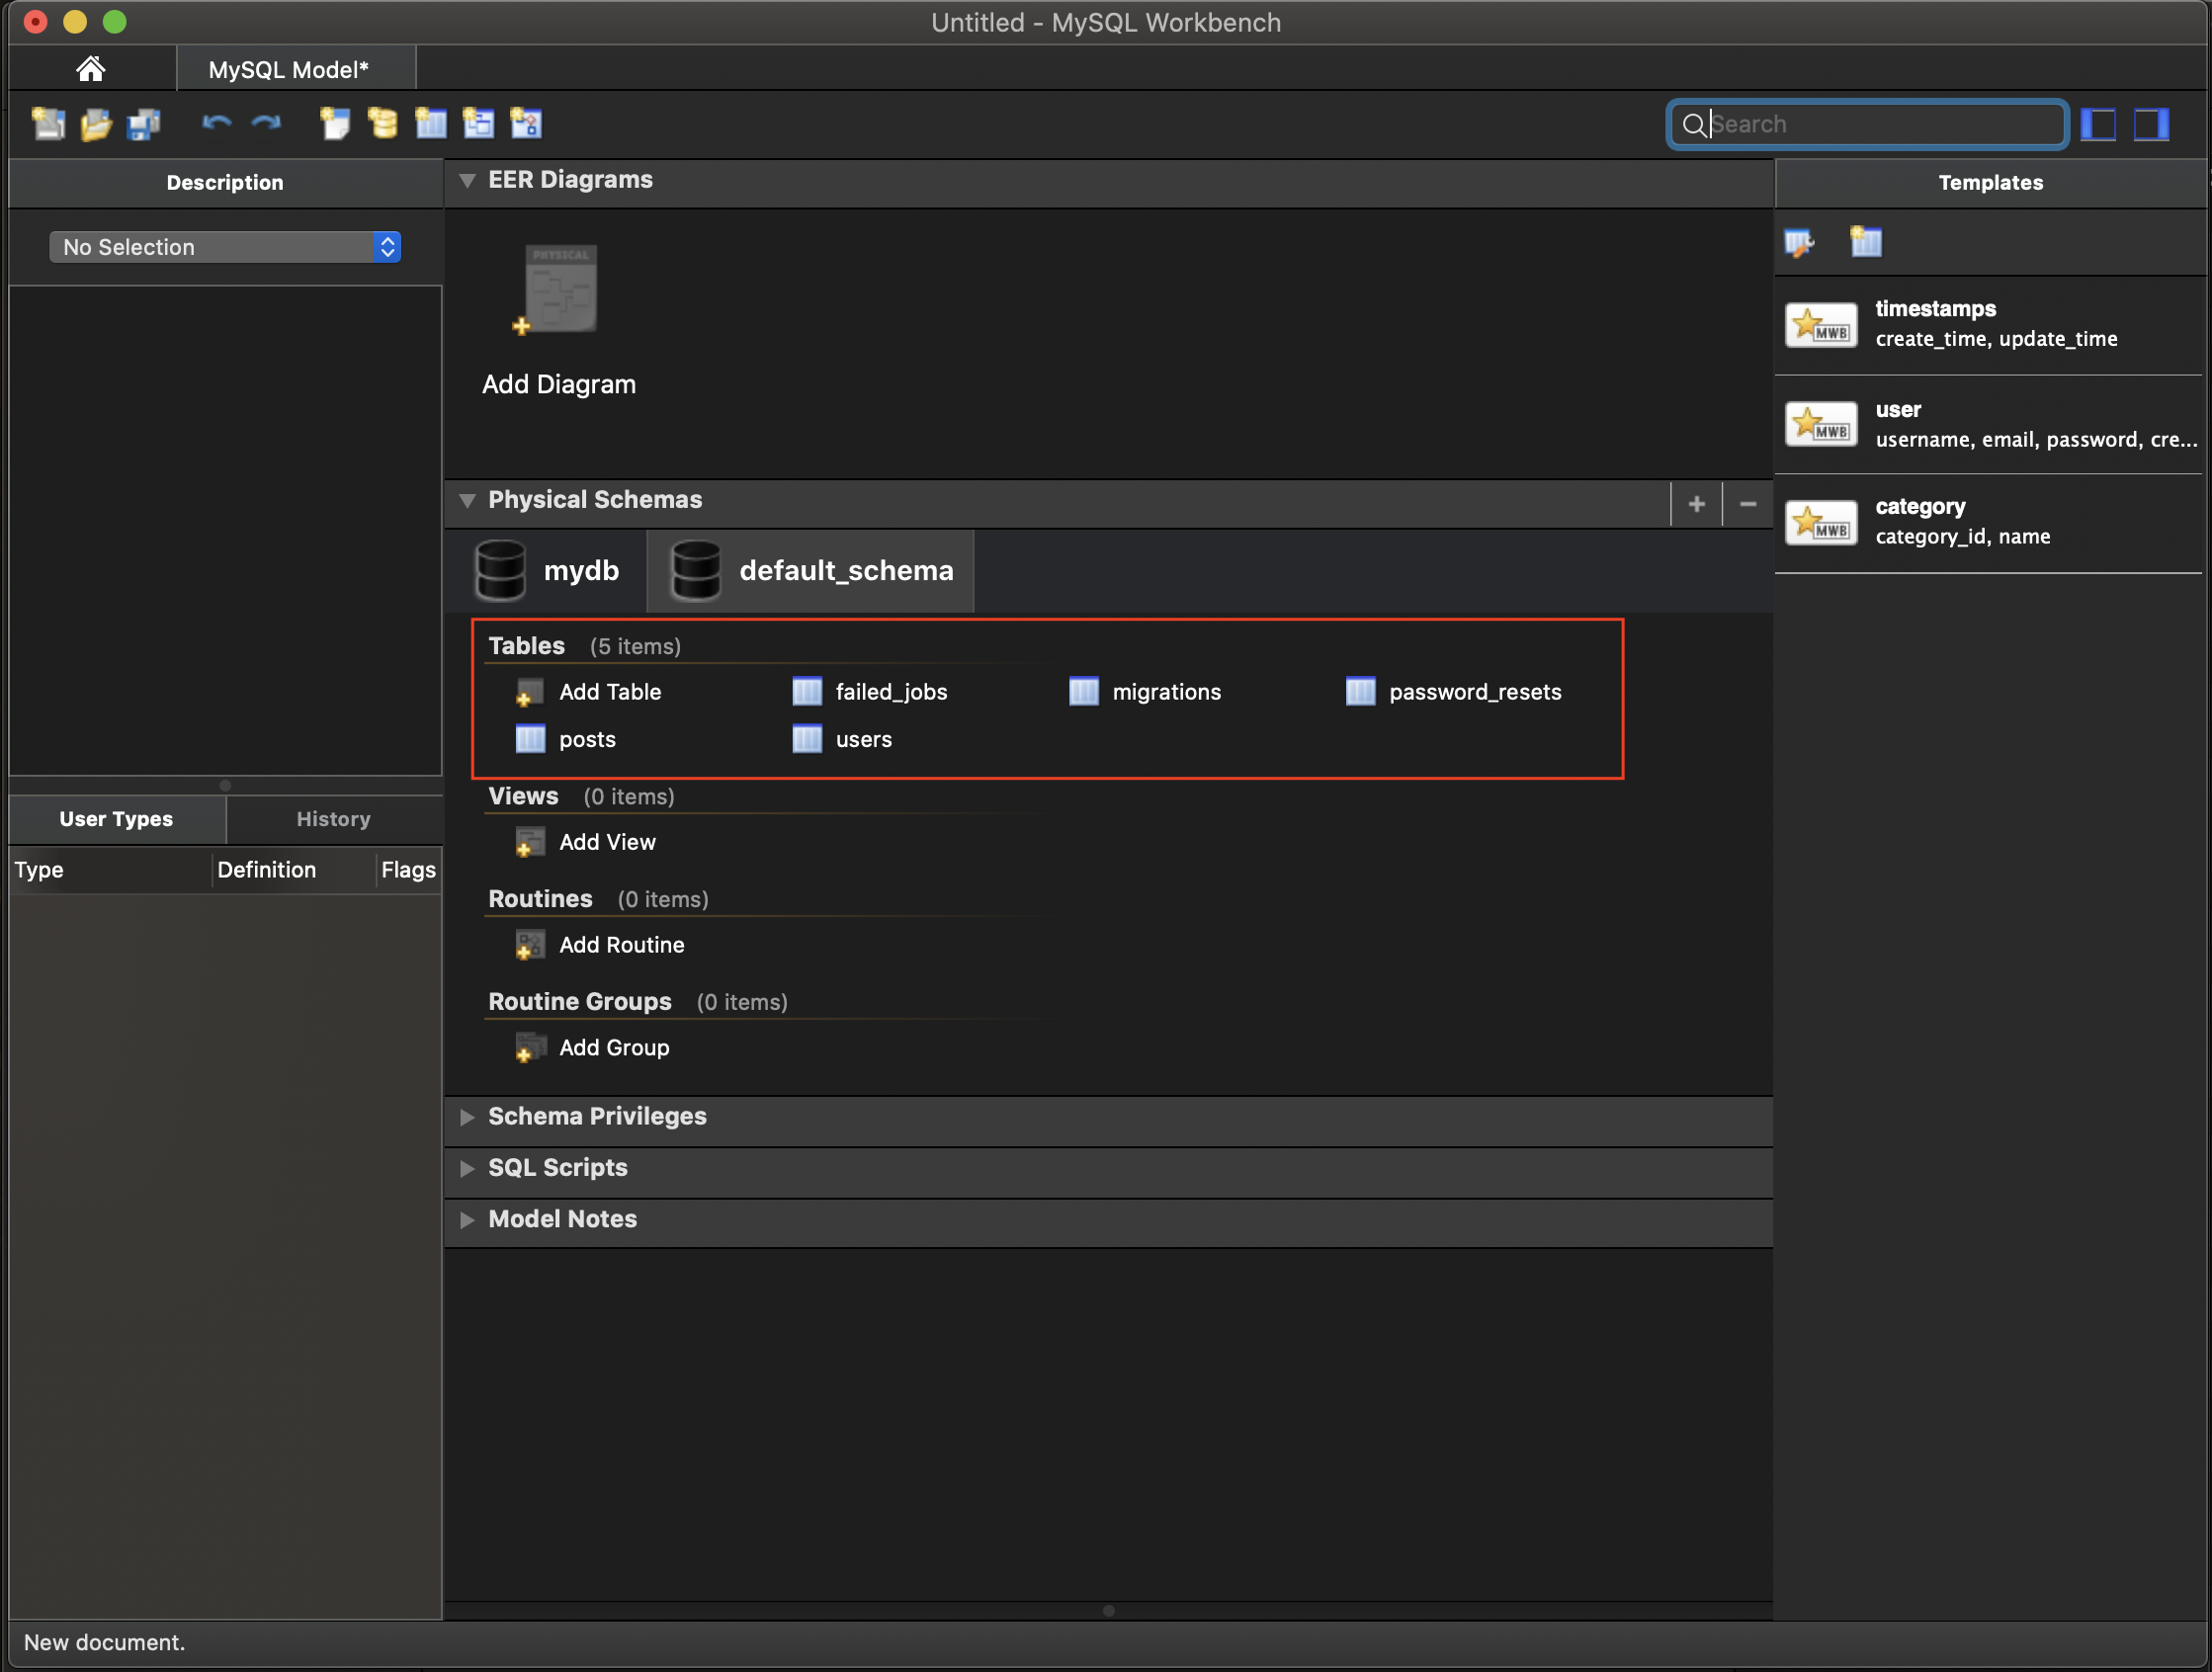 Untitled - MySQL Workbench
MySQL Model*
Search
Description
No Selection
EER Diagrams
PHYSICAL
Add Diagram
Physical Schemas
+ −
mydb
default_schema
Tables (5 items)
Add Table failed_jobs migrations password_resets
posts users
Views (0 items)
Add View
Routines (0 items)
Add Routine
Routine Groups (0 items)
Add Group
Schema Privileges
SQL Scripts
Model Notes
User Types History
Type Definition Flags
Templates
MWB
timestamps
create_time, update_time
MWB
user
username, email, password, cre...
MWB
category
category_id, name
New document.